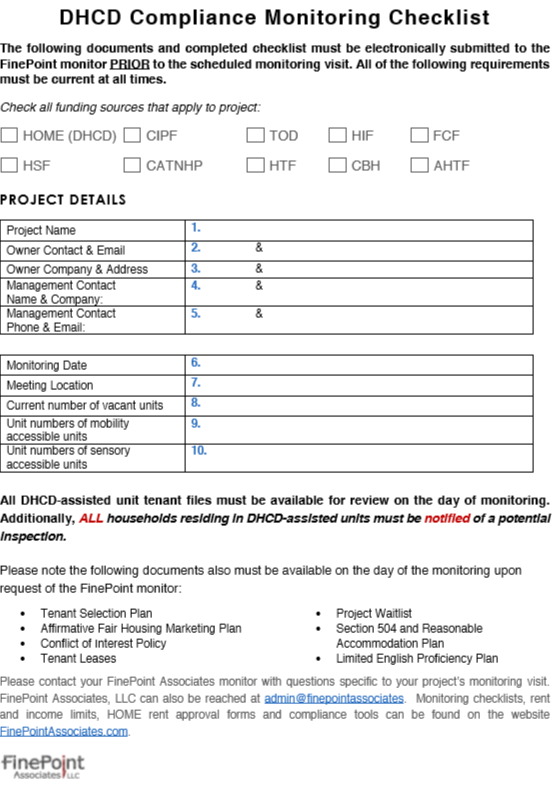 DHCD Compliance Monitoring Checklist
The following documents and completed checklist must be electronically submitted to the
FinePoint monitor PRIOR to the scheduled monitoring visit. All of the following requirements
must be current at all times.
Check all funding sources that apply to project:
HOME (DHCD) CIPF TOD HIF FCF
HSF CATNHP HTF CBH AHTF
PROJECT DETAILS
Project Name 1.
Owner Contact & Email 2. &
Owner Company & Address 3. &
Management Contact
Name & Company: 4. &
Management Contact
Phone & Email: 5. &
Monitoring Date 6.
Meeting Location 7.
Current number of vacant units 8.
Unit numbers of mobility
accessible units 9.
Unit numbers of sensory
accessible units 10.
All DHCD-assisted unit tenant files must be available for review on the day of monitoring.
Additionally, ALL households residing in DHCD-assisted units must be notified of a potential
inspection.
Please note the following documents also must be available on the day of the monitoring upon
request of the FinePoint monitor:
• Tenant Selection Plan
• Affirmative Fair Housing Marketing Plan
• Conflict of Interest Policy
• Tenant Leases
• Project Waitlist
• Section 504 and Reasonable
Accommodation Plan
• Limited English Proficiency Plan
Please contact your FinePoint Associates monitor with questions specific to your project's monitoring visit.
FinePoint Associates, LLC can also be reached at admin@finepointassociates. Monitoring checklists, rent
and income limits, HOME rent approval forms and compliance tools can be found on the website
FinePointAssociates.com.
FinePoint
Associates LLC